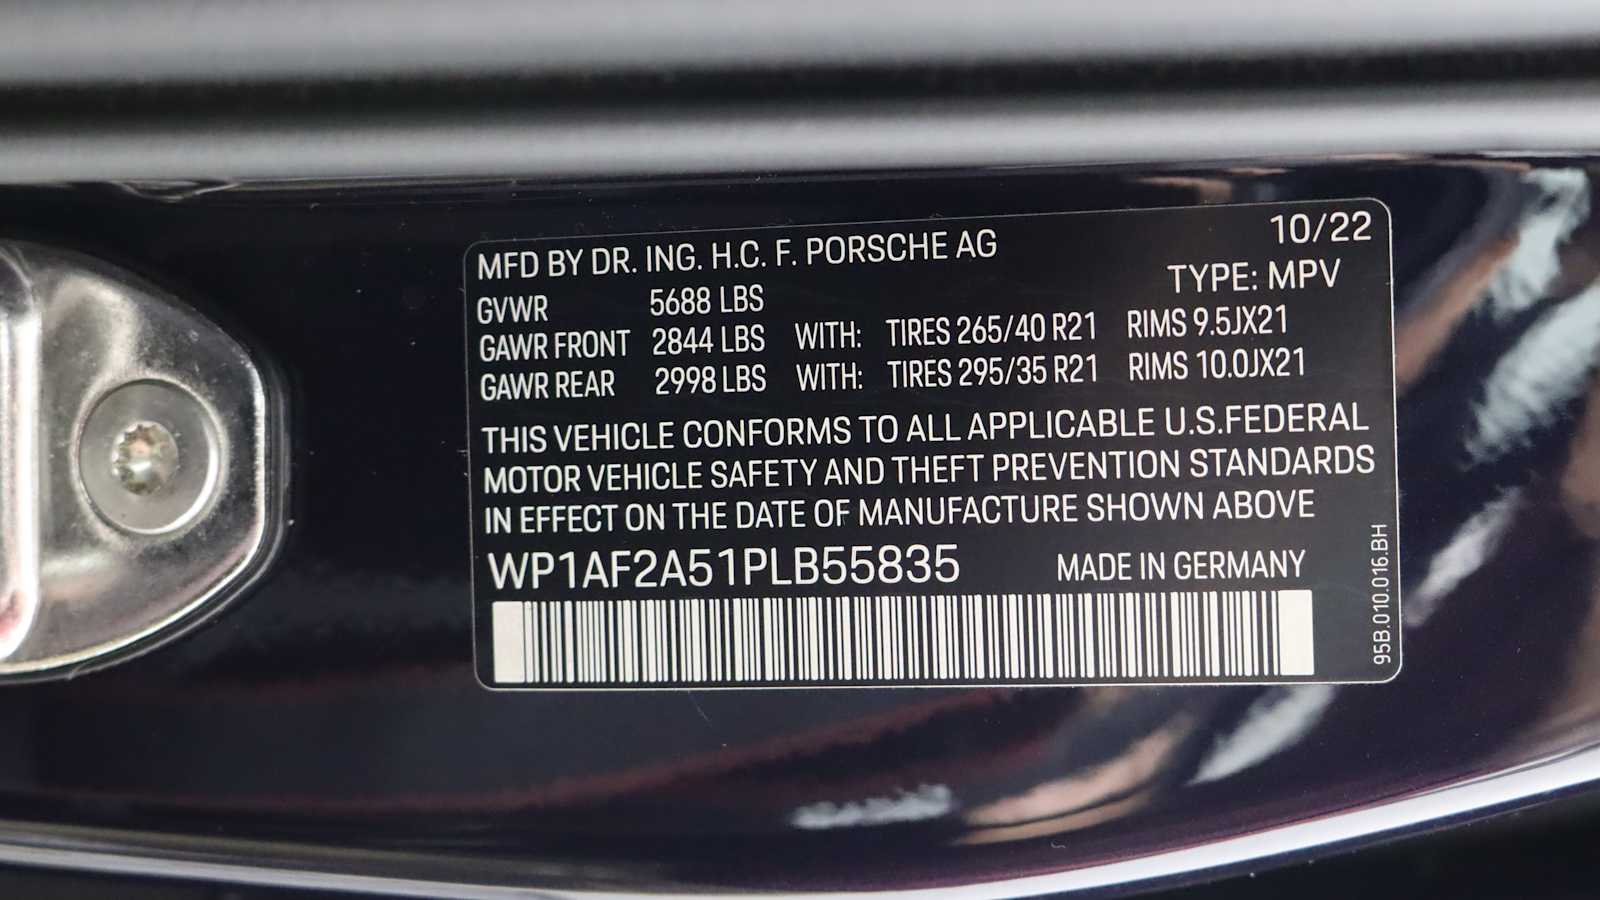 MFD BY DR. ING. H.C. F. PORSCHE AG 10/22
TYPE: MPV
GVWR 5688 LBS
GAWR FRONT 2844 LBS WITH: TIRES 265/40 R21 RIMS 9.5JX21
GAWR REAR 2998 LBS WITH: TIRES 295/35 R21 RIMS 10.0JX21
THIS VEHICLE CONFORMS TO ALL APPLICABLE U.S.FEDERAL
MOTOR VEHICLE SAFETY AND THEFT PREVENTION STANDARDS
IN EFFECT ON THE DATE OF MANUFACTURE SHOWN ABOVE
WP1AF2A51PLB55835 MADE IN GERMANY
95B.010.016.BH